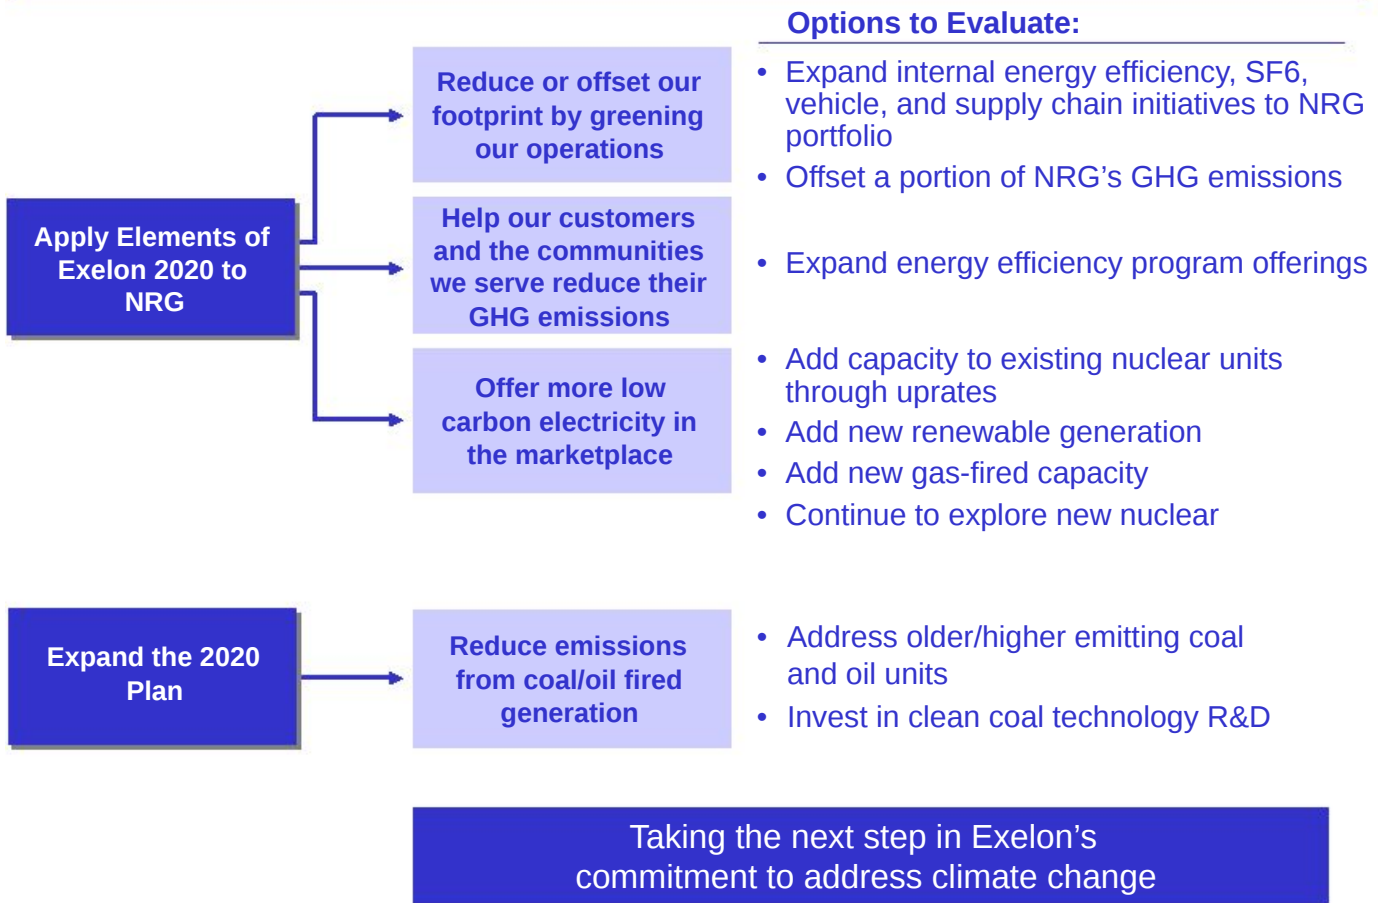 Options to Evaluate:
Reduce or offset our
footprint by greening
our operations
• Expand internal energy efficiency, SF6,
vehicle, and supply chain initiatives to NRG
portfolio
• Offset a portion of NRG’s GHG emissions
Apply Elements of
Exelon 2020 to
NRG
Help our customers
and the communities
we serve reduce their
GHG emissions
• Expand energy efficiency program offerings
Offer more low
carbon electricity in
the marketplace
• Add capacity to existing nuclear units
through uprates
• Add new renewable generation
• Add new gas-fired capacity
• Continue to explore new nuclear
Expand the 2020
Plan
Reduce emissions
from coal/oil fired
generation
• Address older/higher emitting coal
and oil units
• Invest in clean coal technology R&D
Taking the next step in Exelon’s
commitment to address climate change